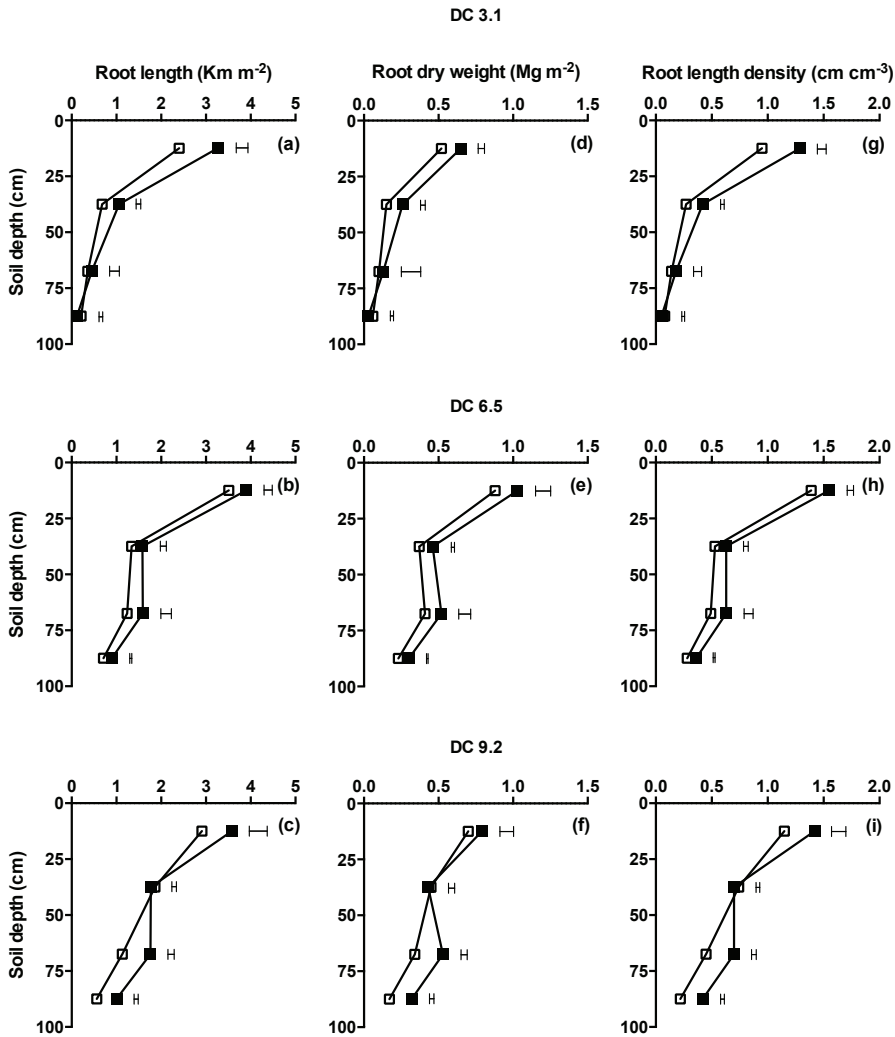 DC 3.1
Root length (Km m-2) Root dry weight (Mg m-2) Root length density (cm cm-3)
0 1 2 3 4 5 0.0 0.5 1.0 1.5 0.0 0.5 1.0 1.5 2.0
0
25
50
75
100
Soil depth (cm)
(a) (d) (g)
DC 6.5
0 1 2 3 4 5 0.0 0.5 1.0 1.5 0.0 0.5 1.0 1.5 2.0
0
25
50
75
100
Soil depth (cm)
(b) (e) (h)
DC 9.2
0 1 2 3 4 5 0.0 0.5 1.0 1.5 0.0 0.5 1.0 1.5 2.0
0
25
50
75
100
Soil depth (cm)
(c) (f) (i)